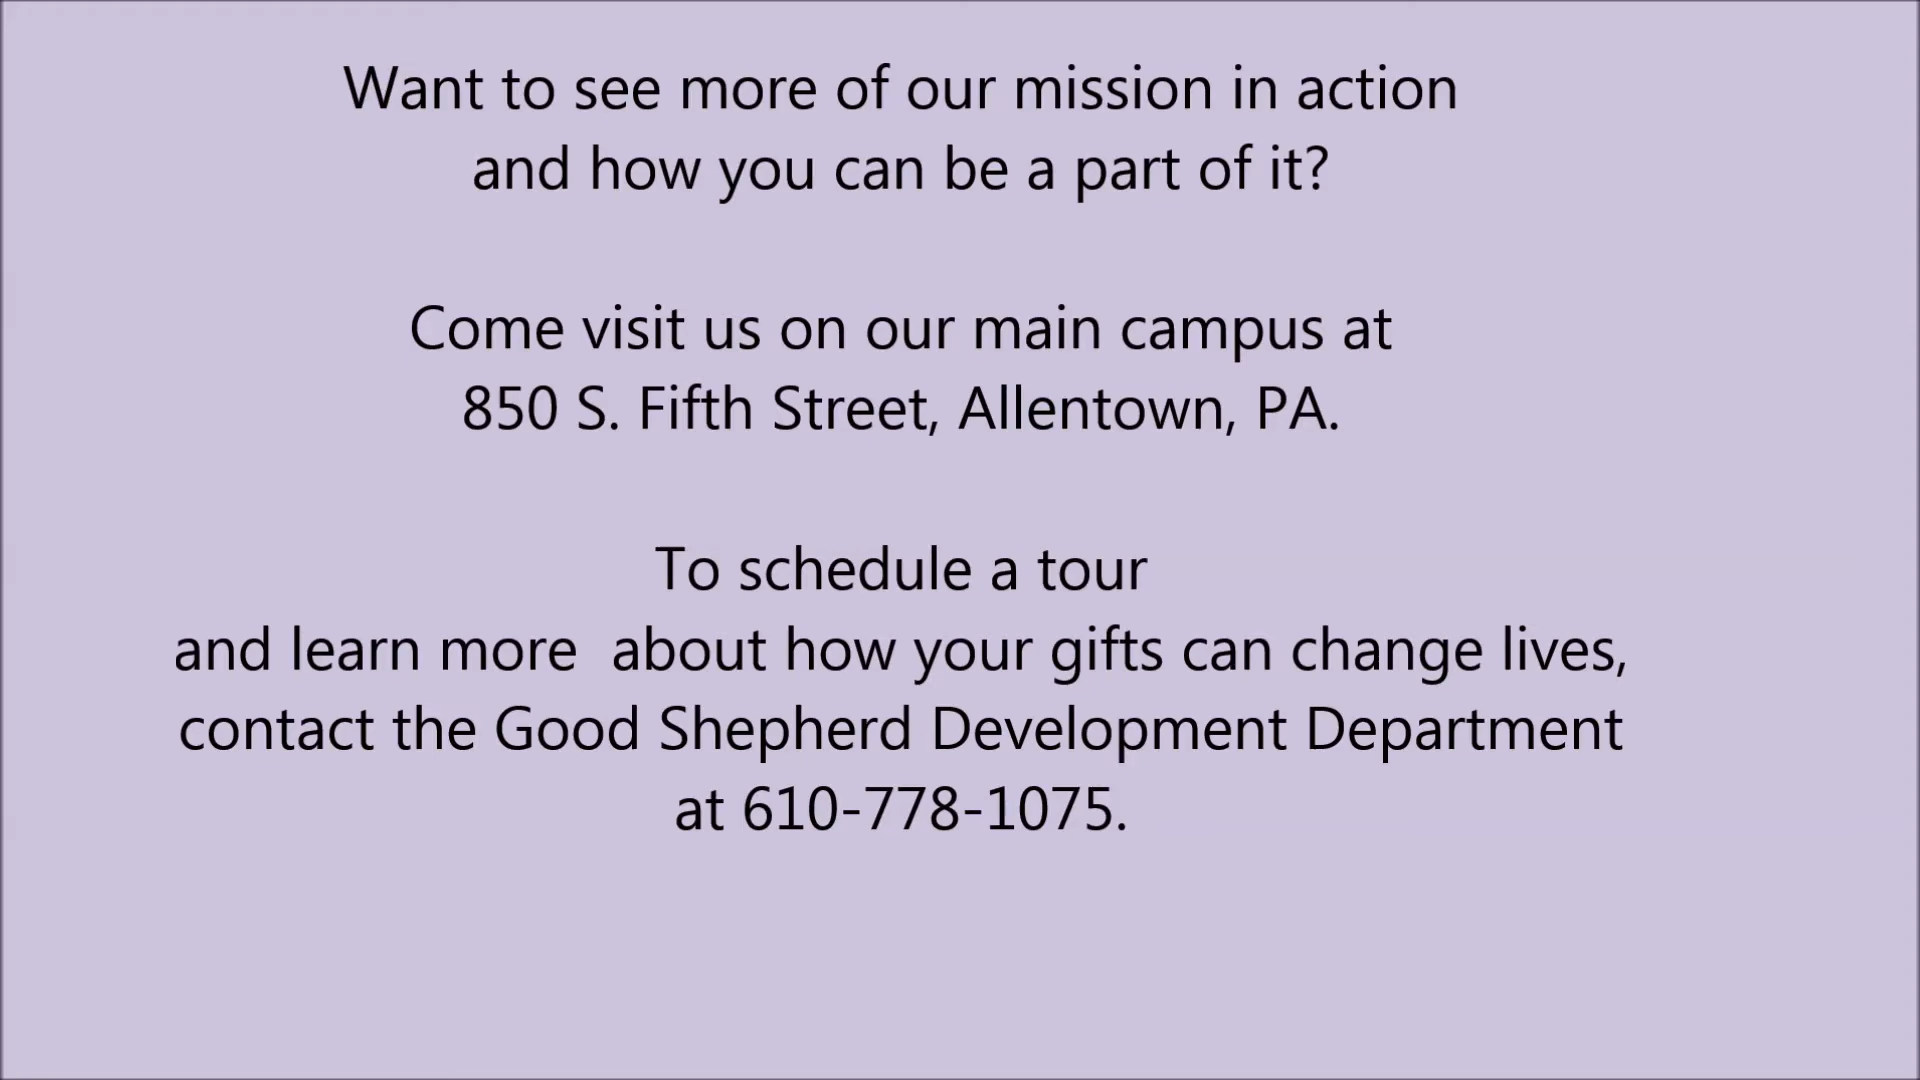 Want to see more of our mission in action
and how you can be a part of it?
Come visit us on our main campus at
850 S. Fifth Street, Allentown, PA.
To schedule a tour
and learn more  about how your gifts can change lives,
contact the Good Shepherd Development Department
at 610-778-1075.